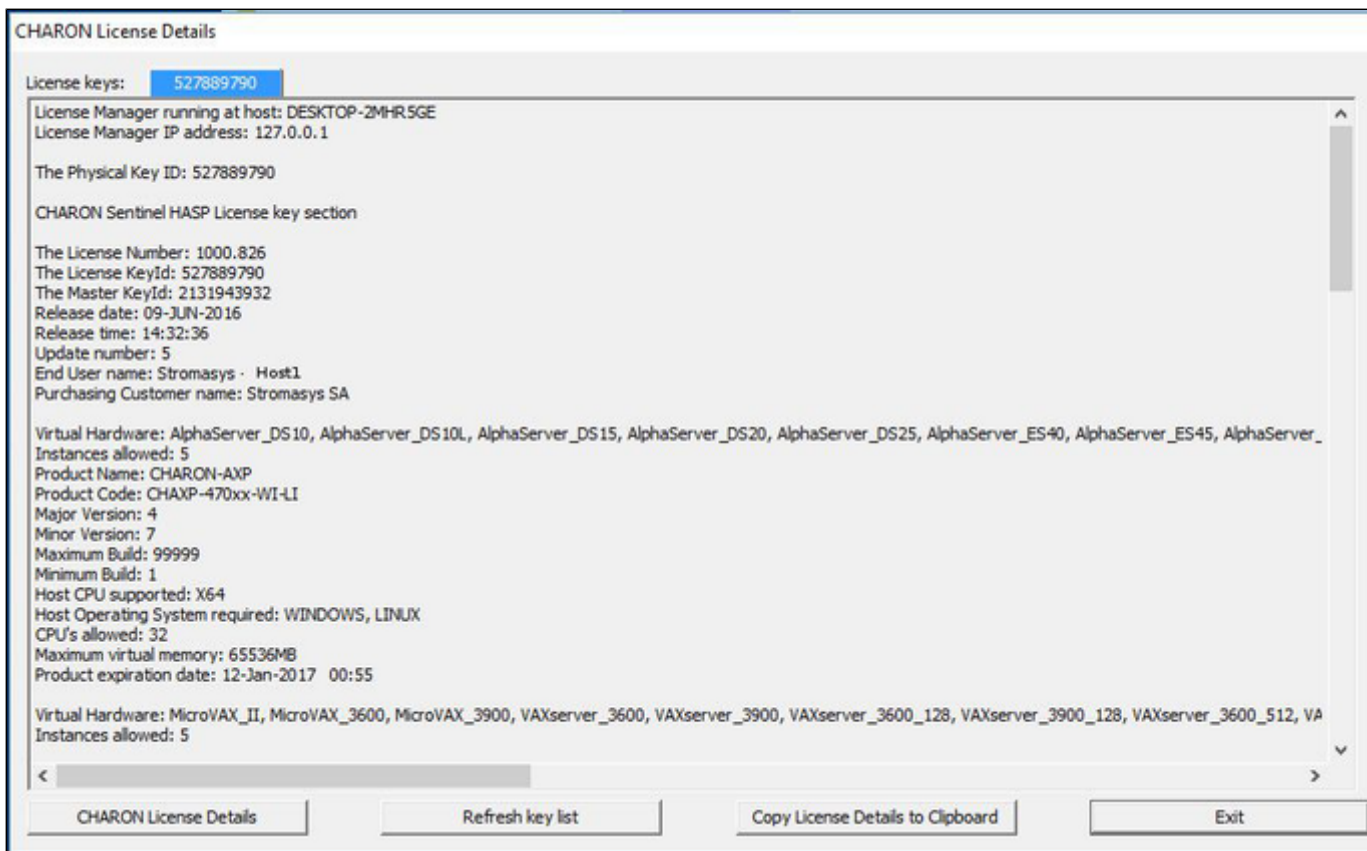 CHARON License Details
License keys: 527889790
License Manager running at host: DESKTOP-2MHR5GE
License Manager IP address: 127.0.0.1
The Physical Key ID: 527889790
CHARON Sentinel HASP License key section
The License Number: 1000.826
The License KeyId: 527889790
The Master KeyId: 2131943932
Release date: 09-JUN-2016
Release time: 14:32:36
Update number: 5
End User name: Stromasys - Host1
Purchasing Customer name: Stromasys SA
Virtual Hardware: AlphaServer_DS10, AlphaServer_DS10L, AlphaServer_DS15, AlphaServer_DS20, AlphaServer_DS25, AlphaServer_ES40, AlphaServer_ES45, AlphaServer_
Instances allowed: 5
Product Name: CHARON-AXP
Product Code: CHAXP-470xx-WI-LI
Major Version: 4
Minor Version: 7
Maximum Build: 99999
Minimum Build: 1
Host CPU supported: X64
Host Operating System required: WINDOWS, LINUX
CPU's allowed: 32
Maximum virtual memory: 65536MB
Product expiration date: 12-Jan-2017 00:55
Virtual Hardware: MicroVAX_II, MicroVAX_3600, MicroVAX_3900, VAXserver_3600, VAXserver_3900, VAXserver_3600_128, VAXserver_3900_128, VAXserver_3600_512, VA
Instances allowed: 5
CHARON License Details
Refresh key list
Copy License Details to Clipboard
Exit